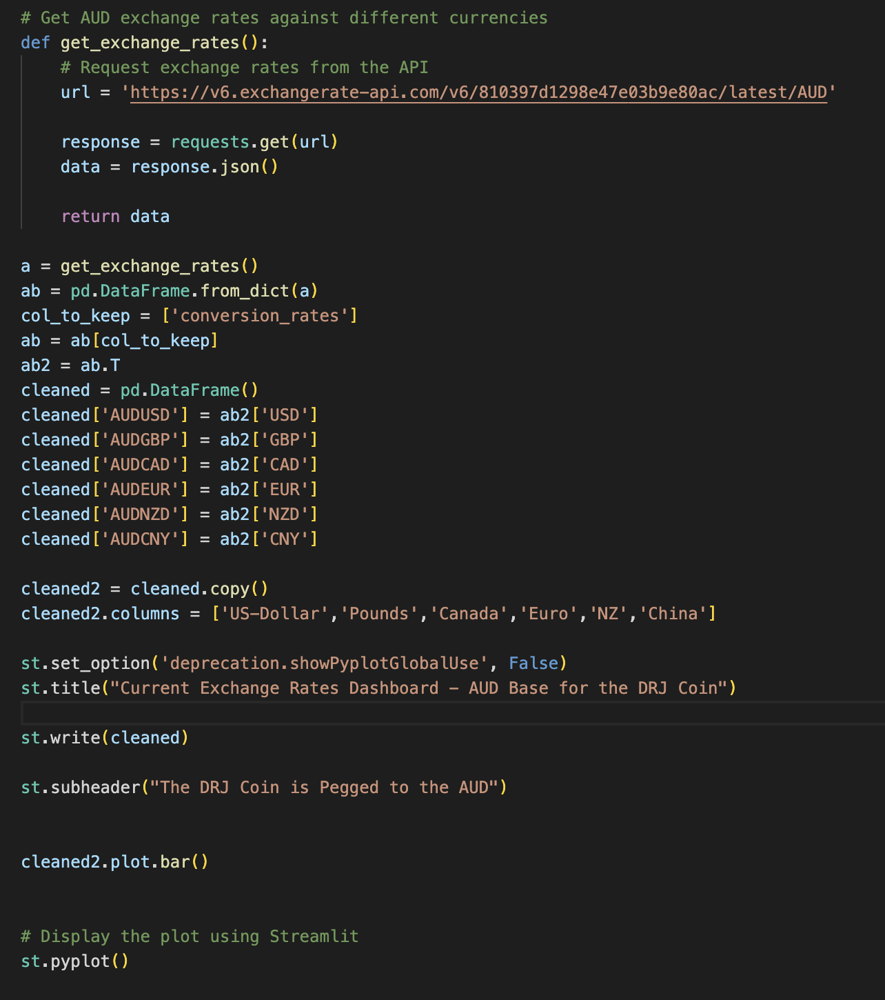 # Get AUD exchange rates against different currencies
def get_exchange_rates():
    # Request exchange rates from the API
    url = 'https://v6.exchangerate-api.com/v6/810397d1298e47e03b9e80ac/latest/AUD'

    response = requests.get(url)
    data = response.json()

    return data

a = get_exchange_rates()
ab = pd.DataFrame.from_dict(a)
col_to_keep = ['conversion_rates']
ab = ab[col_to_keep]
ab2 = ab.T
cleaned = pd.DataFrame()
cleaned['AUDUSD'] = ab2['USD']
cleaned['AUDGBP'] = ab2['GBP']
cleaned['AUDCAD'] = ab2['CAD']
cleaned['AUDEUR'] = ab2['EUR']
cleaned['AUDNZD'] = ab2['NZD']
cleaned['AUDCNY'] = ab2['CNY']

cleaned2 = cleaned.copy()
cleaned2.columns = ['US-Dollar','Pounds','Canada','Euro','NZ','China']

st.set_option('deprecation.showPyplotGlobalUse', False)
st.title("Current Exchange Rates Dashboard - AUD Base for the DRJ Coin")

st.write(cleaned)

st.subheader("The DRJ Coin is Pegged to the AUD")


cleaned2.plot.bar()


# Display the plot using Streamlit
st.pyplot()